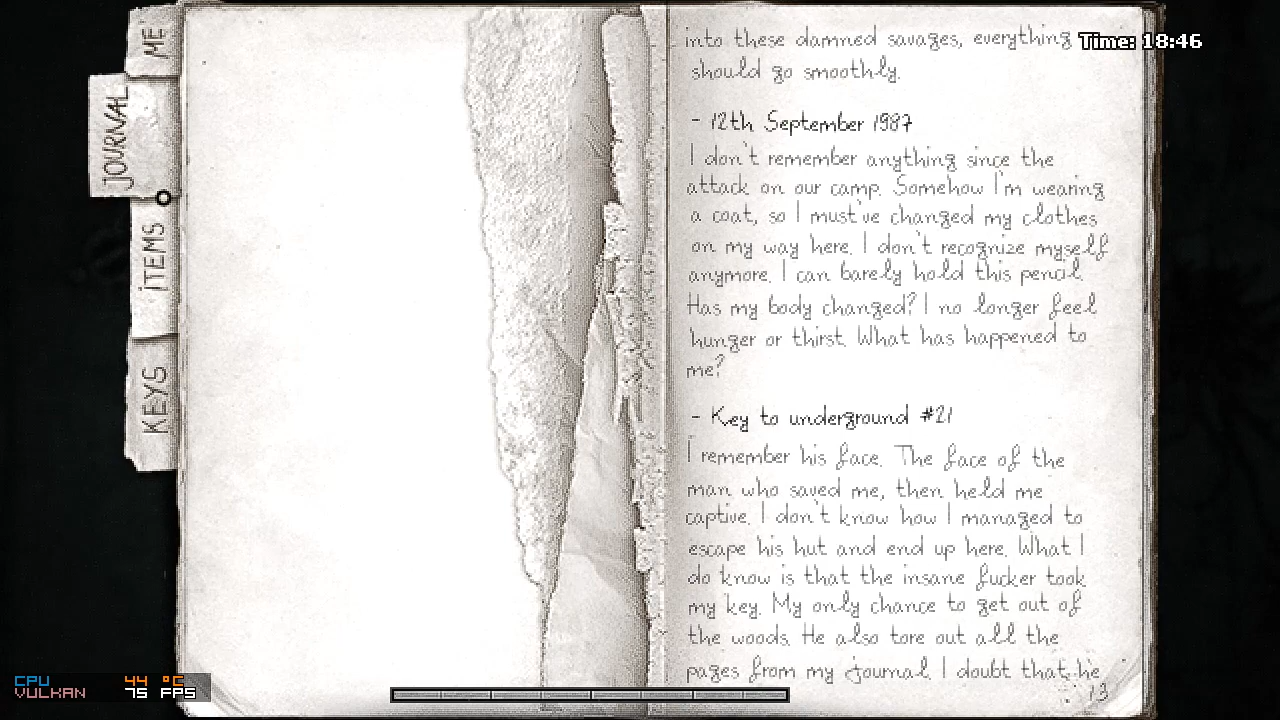 ME
JOURNAL
ITEMS
KEYS
into these damned savages, everything
should go smoothly.
Time: 18:46
- 12th September 1987
I don't remember anything since the
attack on our camp. Somehow I'm wearing
a coat, so I must've changed my clothes
on my way here. I don't recognize myself
anymore. I can barely hold this pencil.
Has my body changed? I no longer feel
hunger or thirst. What has happened to
me?
- Key to underground #21
I remember his face. The face of the
man who saved me, then held me
captive. I don't know how I managed to
escape his hut and end up here. What I
do know is that the insane fucker took
my key. My only chance to get out of
the woods. He also tore out all the
pages from my journal. I doubt that he
13
CPU 44 °C
VULKAN 75 FPS